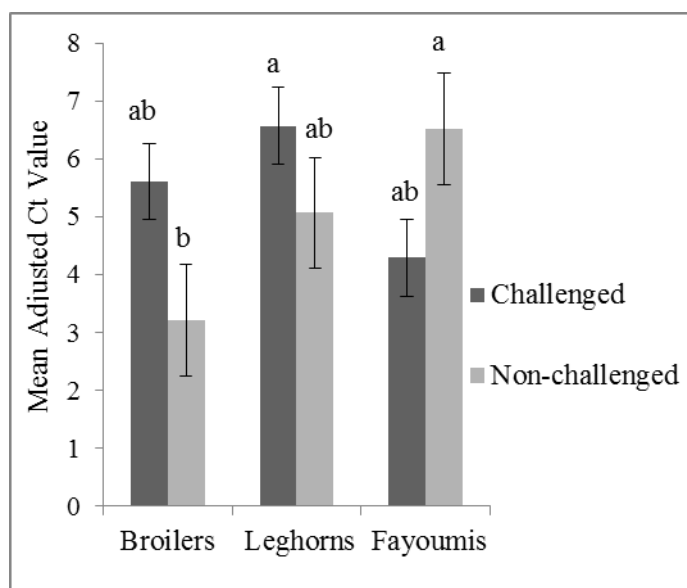 Mean Adjusted Ct Value
8
7
6
5
4
3
2
1
0
ab
b
a
ab
ab
a
Broilers Leghorns Fayoumis
Challenged
Non-challenged